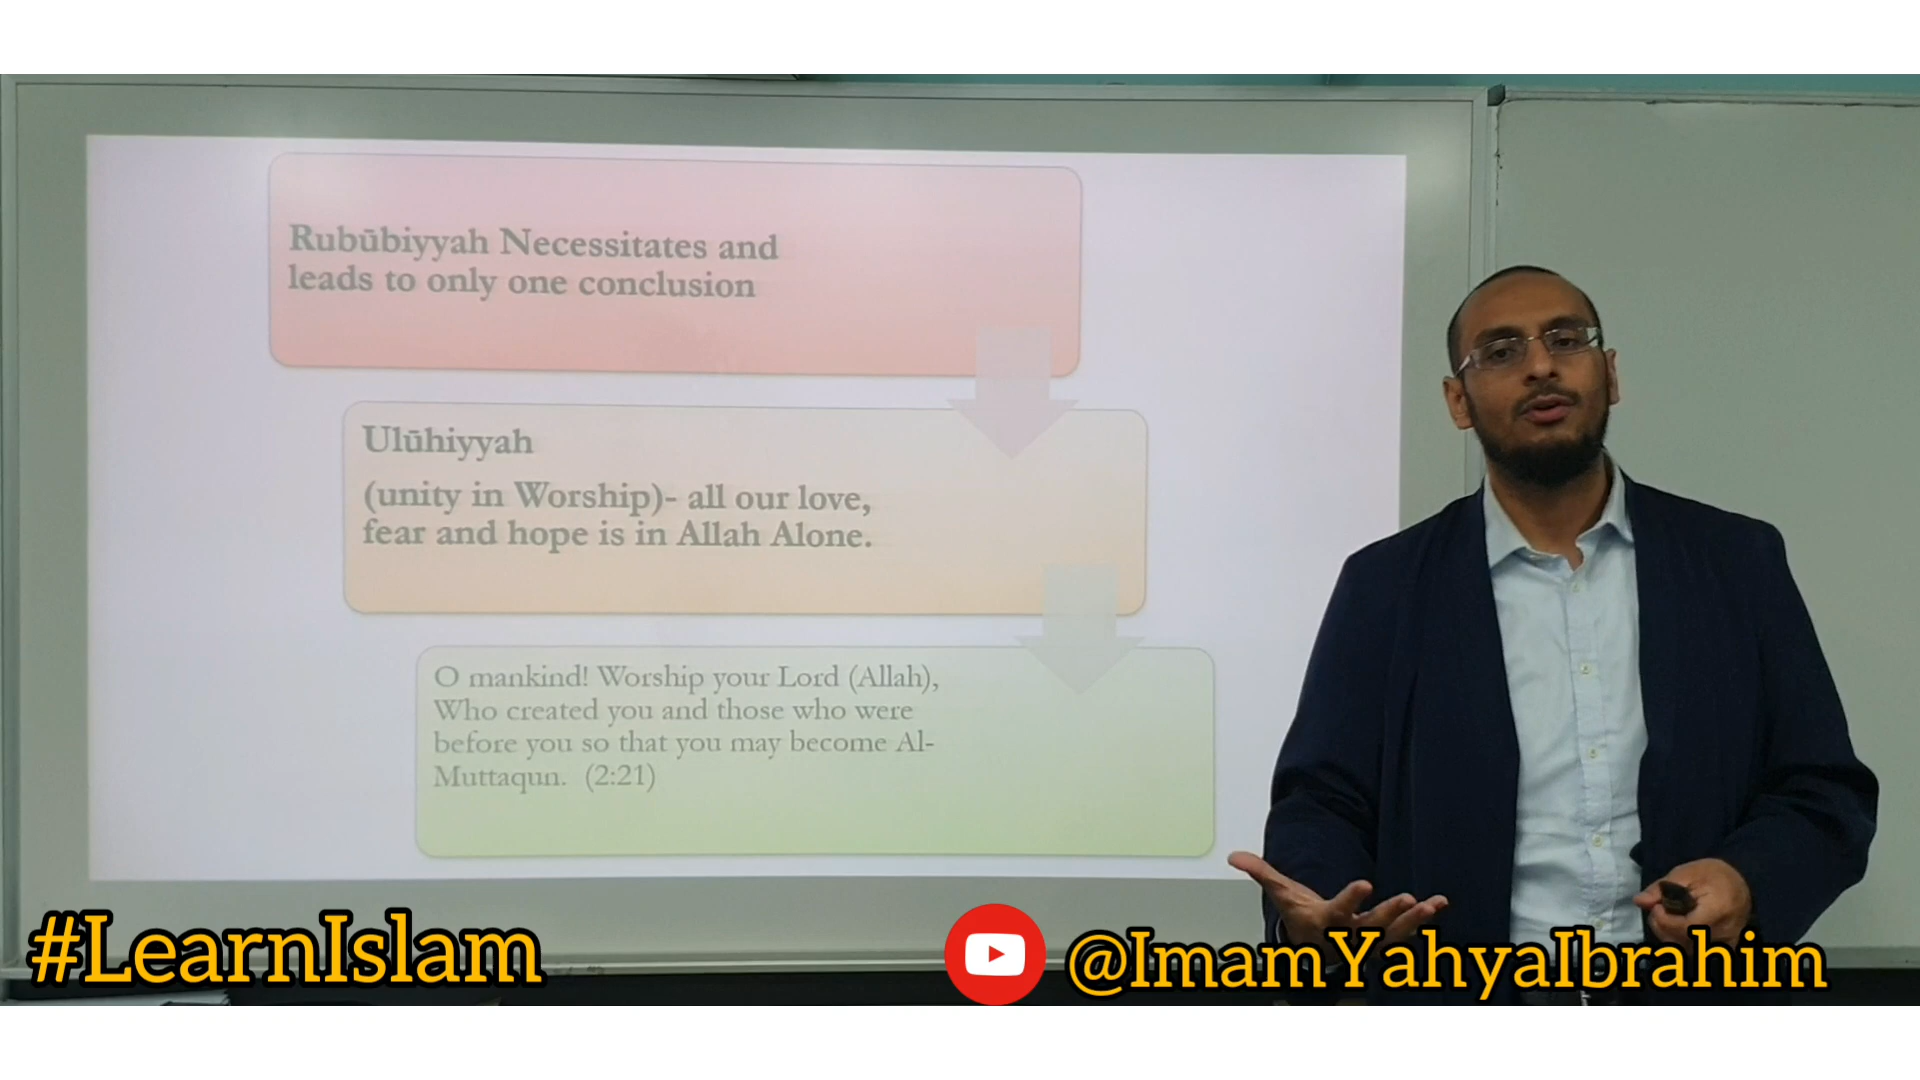 Rubūbiyyah Necessitates and
leads to only one conclusion
Ulūhiyyah
(unity in Worship)- all our love,
fear and hope is in Allah Alone.
O mankind! Worship your Lord (Allah),
Who created you and those who were
before you so that you may become Al-
Muttaqun. (2:21)
#LearnIslam
@ImamYahyaIbrahim